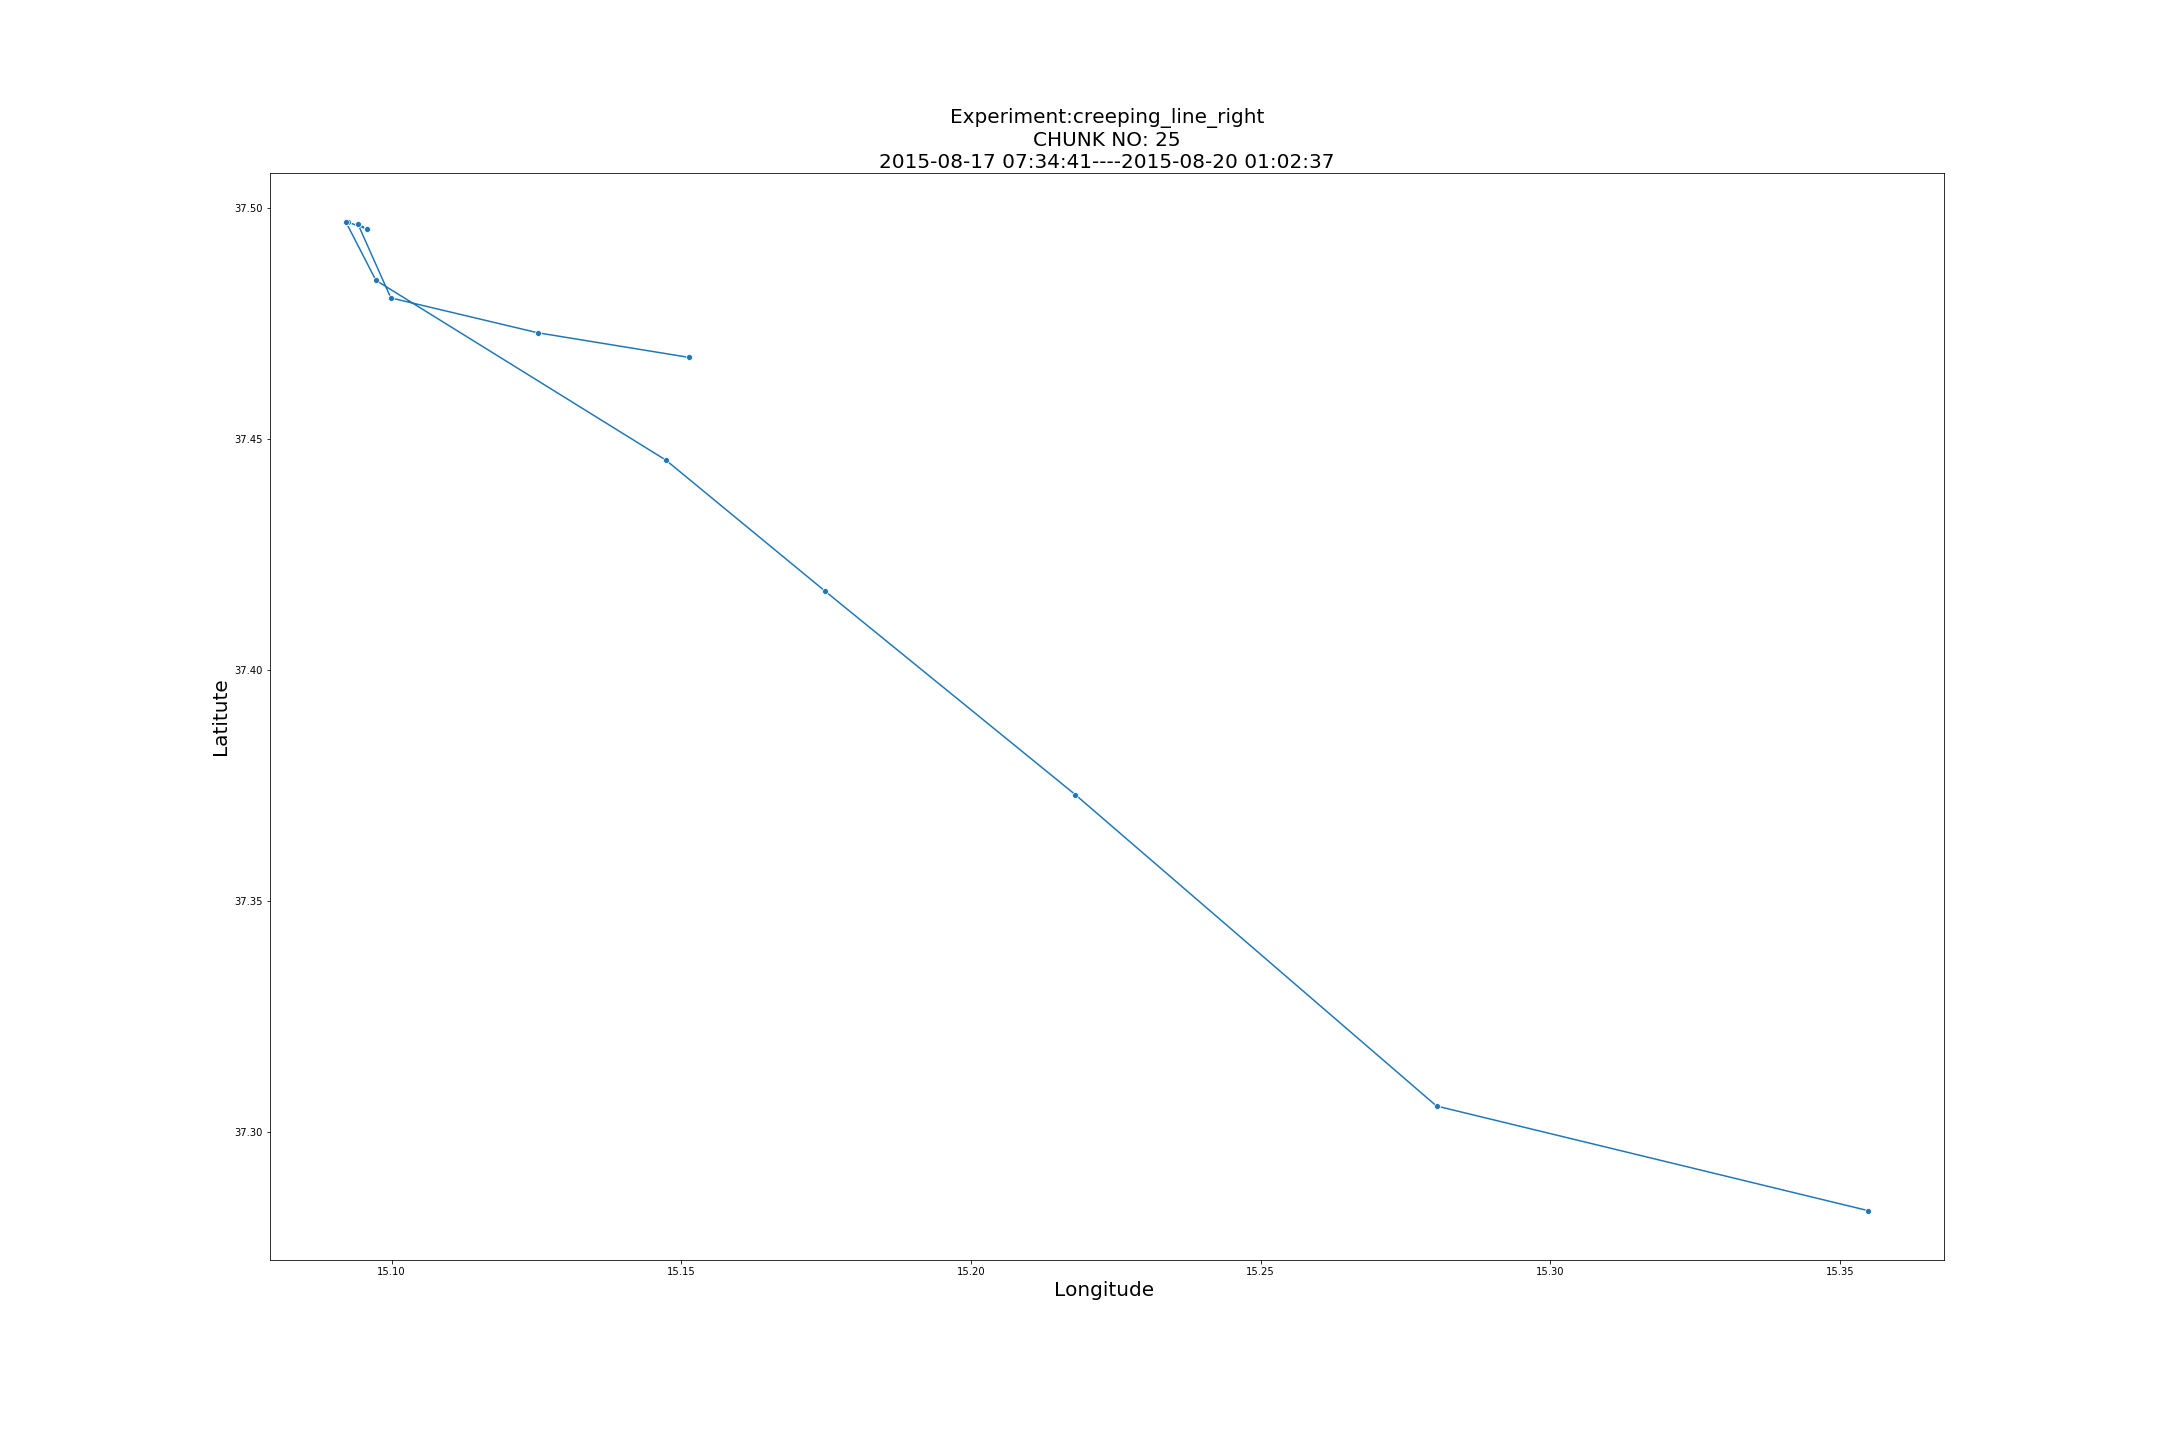 Experiment:creeping_line_right
CHUNK NO: 25
2015-08-17 07:34:41----2015-08-20 01:02:37
37.50
37.45
37.40
37.35
37.30
Latitute
15.10
15.15
15.20
15.25
15.30
15.35
Longitude